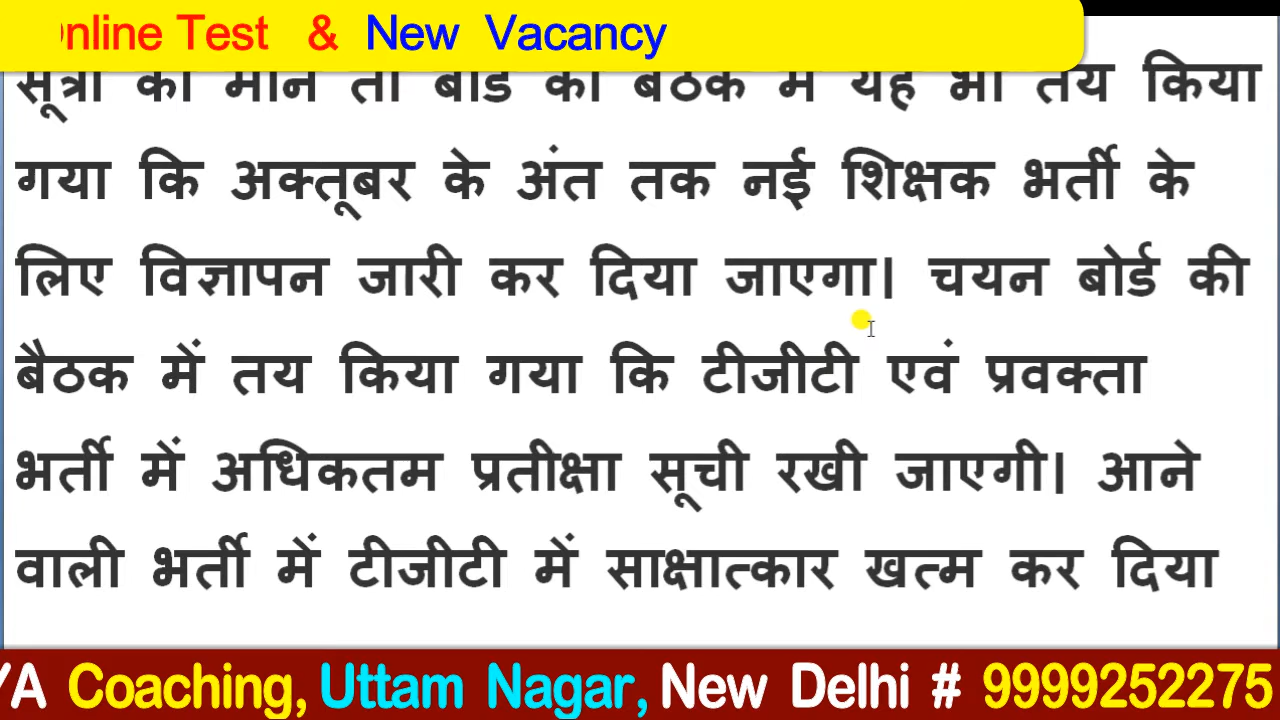 nline Test & New Vacancy
सूत्रों की मानें तो बोर्ड की बैठक में यह भी तय किया
गया कि अक्तूबर के अंत तक नई शिक्षक भर्ती के
लिए विज्ञापन जारी कर दिया जाएगा। चयन बोर्ड की
बैठक में तय किया गया कि टीजीटी एवं प्रवक्ता
भर्ती में अधिकतम प्रतीक्षा सूची रखी जाएगी। आने
वाली भर्ती में टीजीटी में साक्षात्कार खत्म कर दिया
YA Coaching, Uttam Nagar, New Delhi # 9999252275